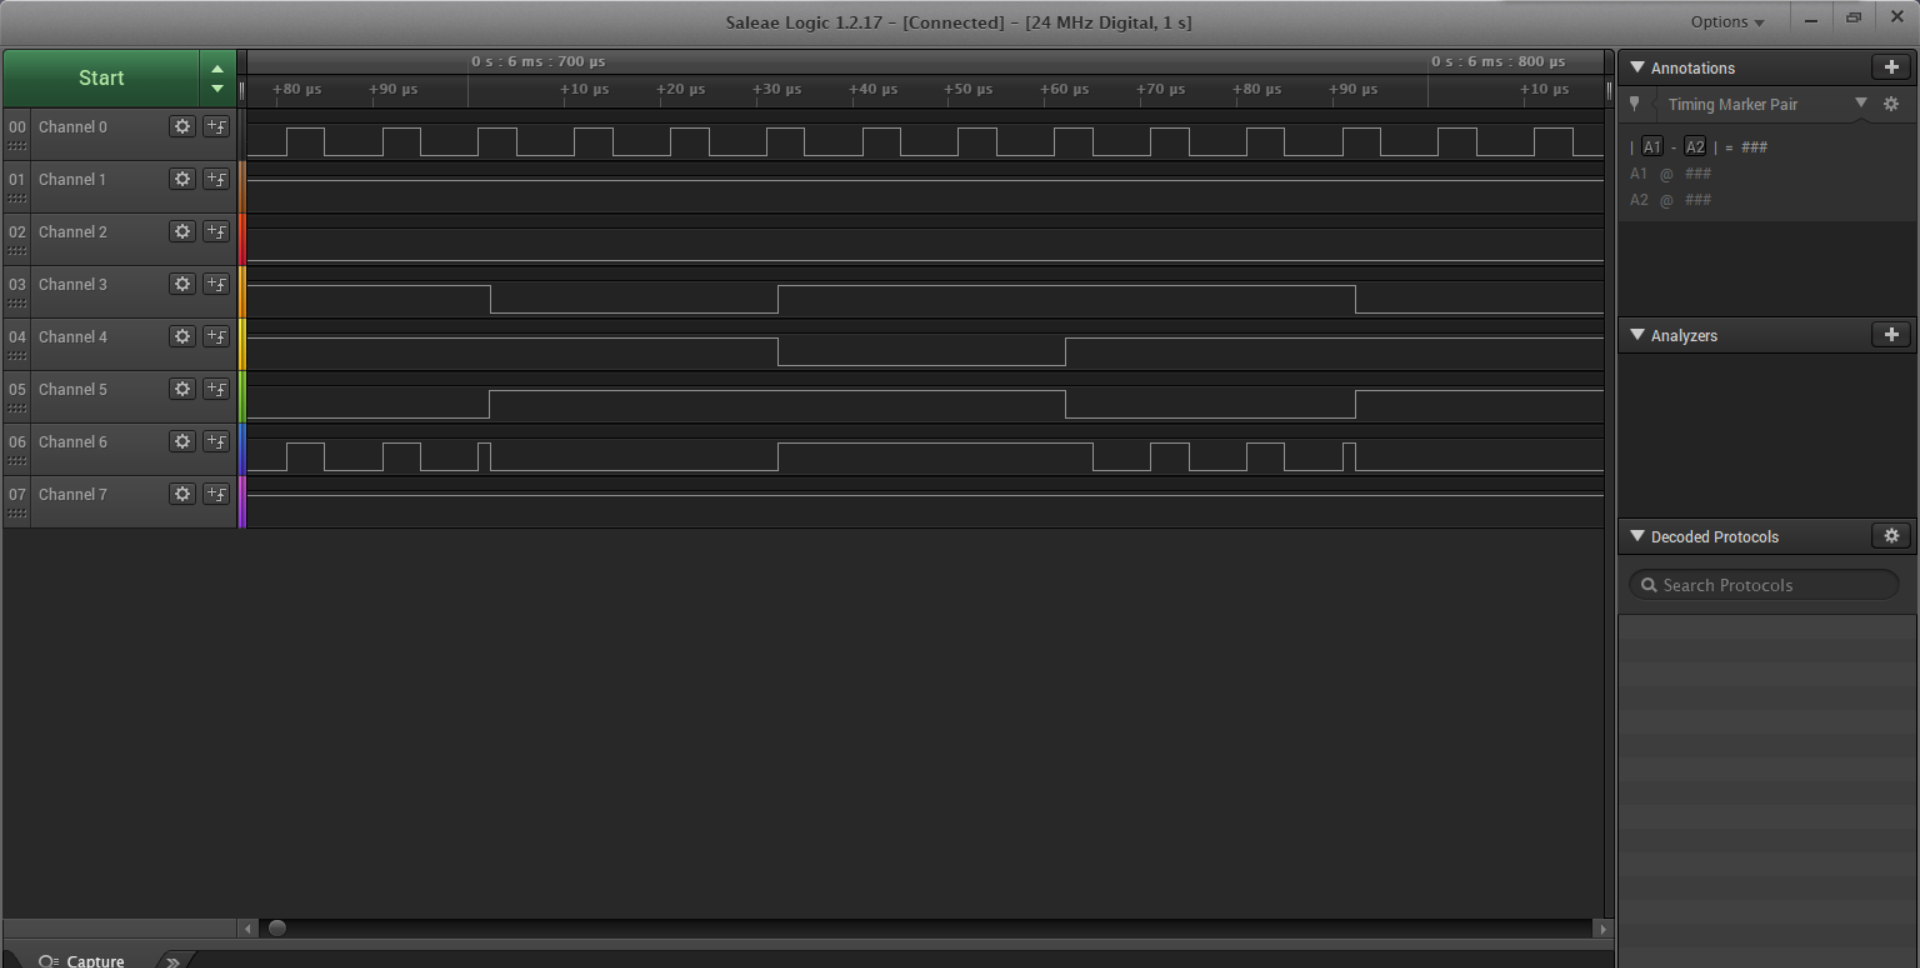 Saleae Logic 1.2.17 - [Connected] - [24 MHz Digital, 1 s]
Options
Start
0 s : 6 ms : 700 µs
0 s : 6 ms : 800 µs
+80 µs +90 µs +10 µs +20 µs +30 µs +40 µs +50 µs +60 µs +70 µs +80 µs +90 µs +10 µs
00 Channel 0
01 Channel 1
02 Channel 2
03 Channel 3
04 Channel 4
05 Channel 5
06 Channel 6
07 Channel 7
Annotations
Timing Marker Pair
| A1 - A2 | = ###
A1 @ ###
A2 @ ###
Analyzers
Decoded Protocols
Search Protocols
Capture